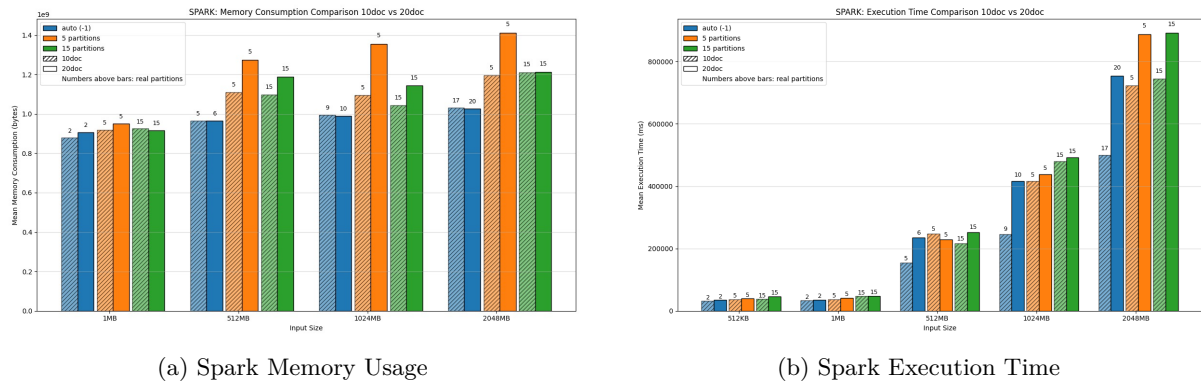 SPARK: Memory Consumption Comparison 10doc vs 20doc
1e9
auto (-1)
5 partitions
15 partitions
10doc
20doc
Numbers above bars: real partitions
Mean Memory Consumption (bytes)
1.4
1.2
1.0
0.8
0.6
0.4
0.2
0.0
2 2 5 5 15 15
5 6 5 5 15 15
9 10 5 5 15 15
17 20 5 5 15 15
1MB 512MB 1024MB 2048MB
Input Size
(a) Spark Memory Usage
SPARK: Execution Time Comparison 10doc vs 20doc
auto (-1)
5 partitions
15 partitions
10doc
20doc
Numbers above bars: real partitions
Mean Execution Time (ms)
800000
600000
400000
200000
0
2 2 5 5 15 15
2 2 5 5 15 15
5 6 5 5 15 15
9 10 5 5 15 15
17 20 5 5 15 15
512KB 1MB 512MB 1024MB 2048MB
Input Size
(b) Spark Execution Time